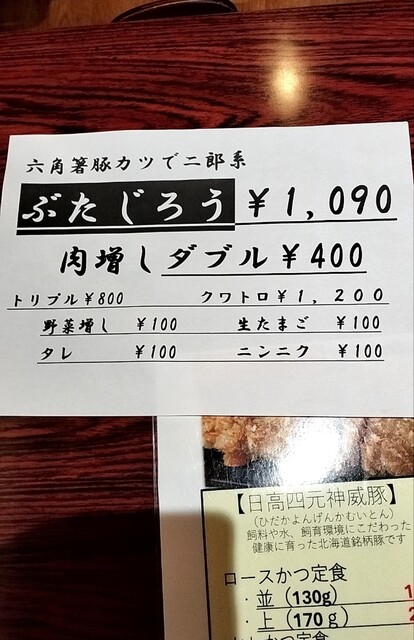 六角箸豚カツで二郎系
ぶたじろう ¥1,090
肉増しダブル ¥400
トリプル¥800 クワトロ¥1,200
野菜増し ¥100 生たまご ¥100
タレ ¥100 ニンニク ¥100
【日高四元神威豚】
(ひだかよんげんかむいとん)
飼料や水、飼育環境にこだわった
健康に育った北海道銘柄豚です
ロースかつ定食
・並(130g) 1
・上(170g) 2